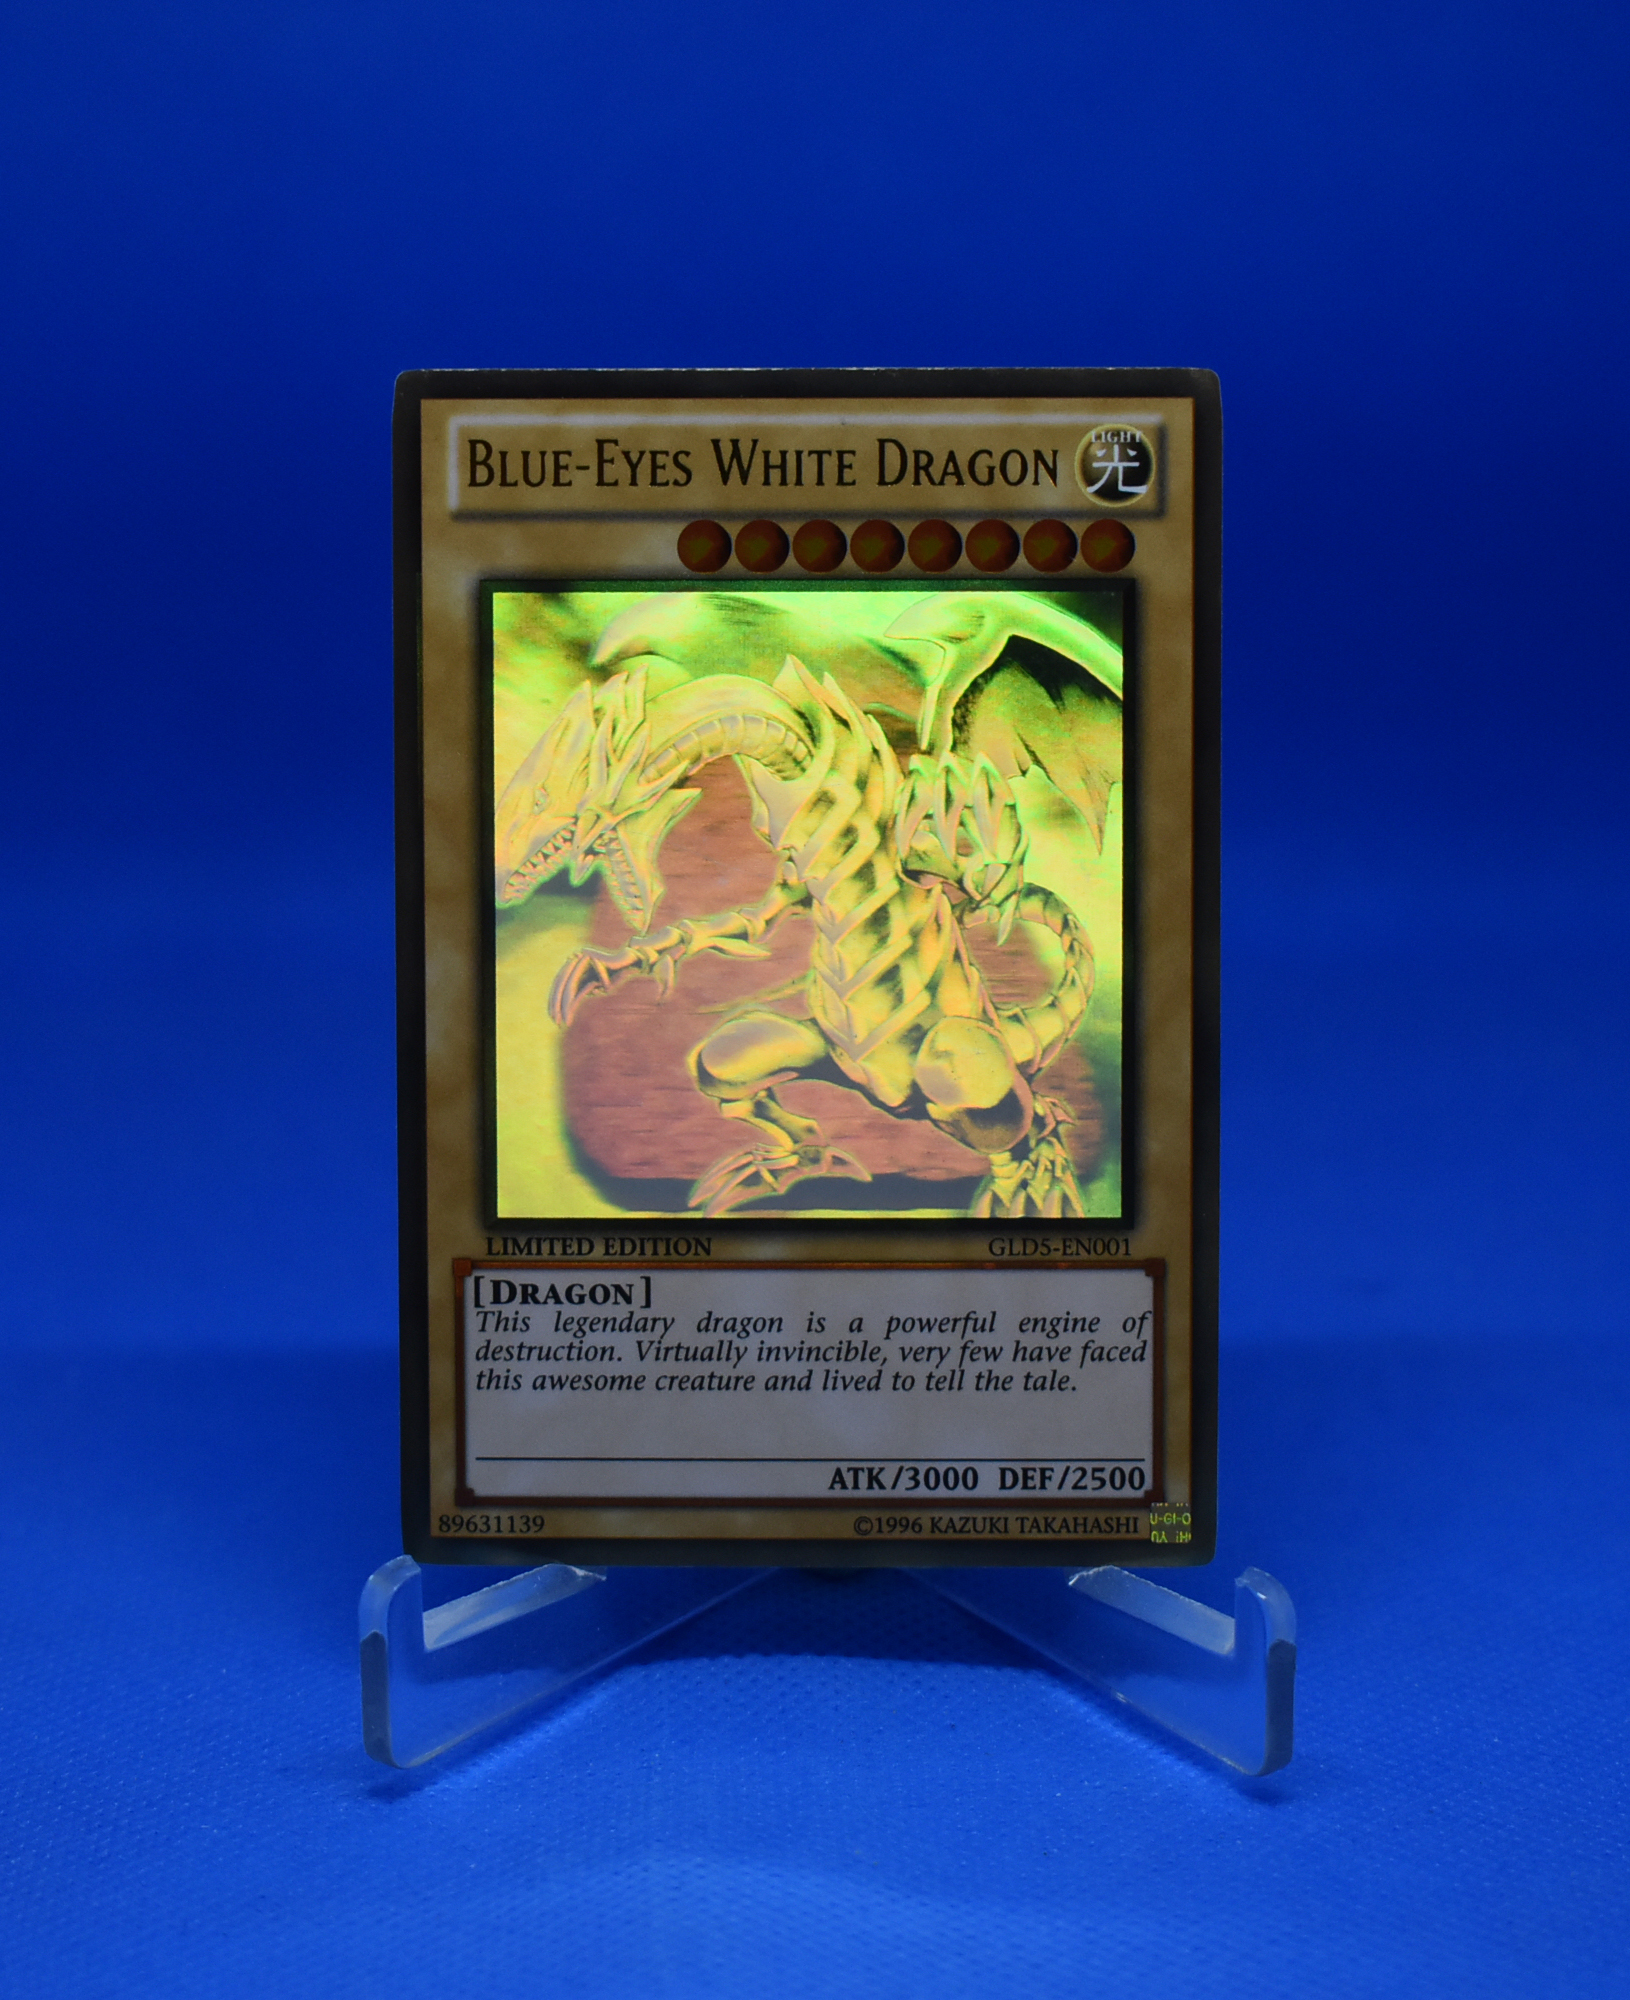 BLUE-EYES WHITE DRAGON
LIGHT
光
LIMITED EDITION GLD5-EN001
[DRAGON]
This legendary dragon is a powerful engine of
destruction. Virtually invincible, very few have faced
this awesome creature and lived to tell the tale.
ATK/3000 DEF/2500
89631139 ©1996 KAZUKI TAKAHASHI